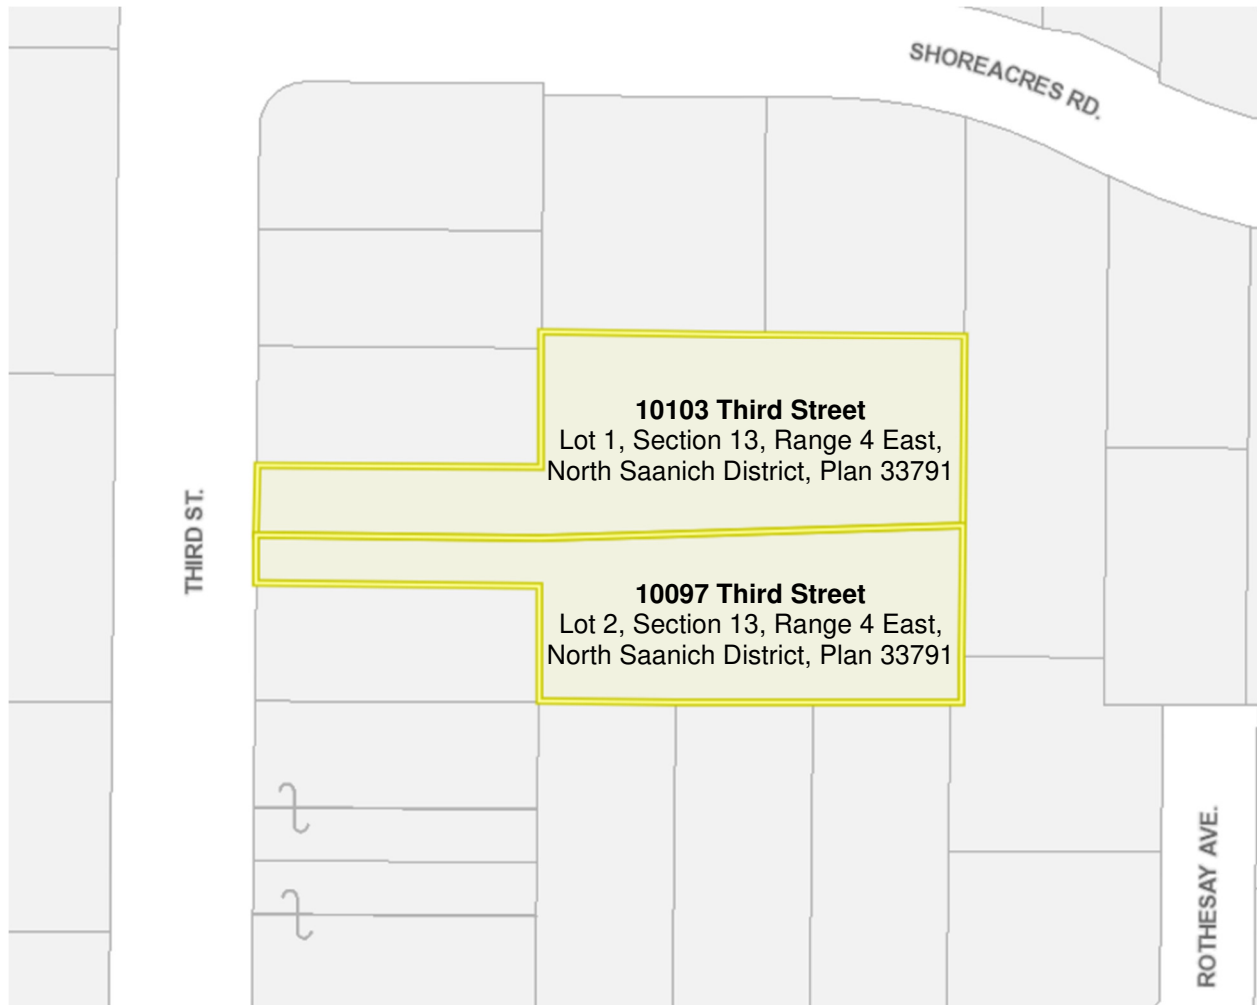 SHOREACRES RD.
10103 Third Street
Lot 1, Section 13, Range 4 East,
North Saanich District, Plan 33791
THIRD ST.
10097 Third Street
Lot 2, Section 13, Range 4 East,
North Saanich District, Plan 33791
ROTHESAY AVE.